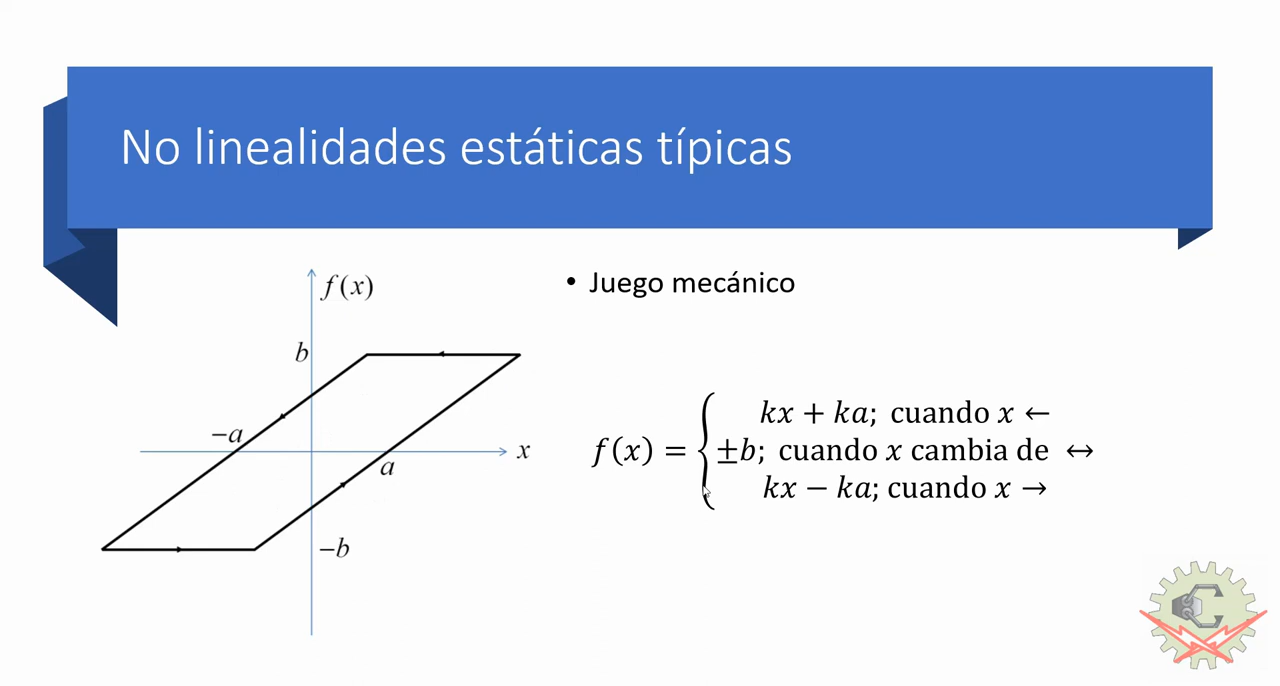 No linealidades estáticas típicas
f(x)
b
−a
x
a
−b
• Juego mecánico
kx + ka; cuando x ←
f(x) = { ±b; cuando x cambia de ↔
kx − ka; cuando x →
C